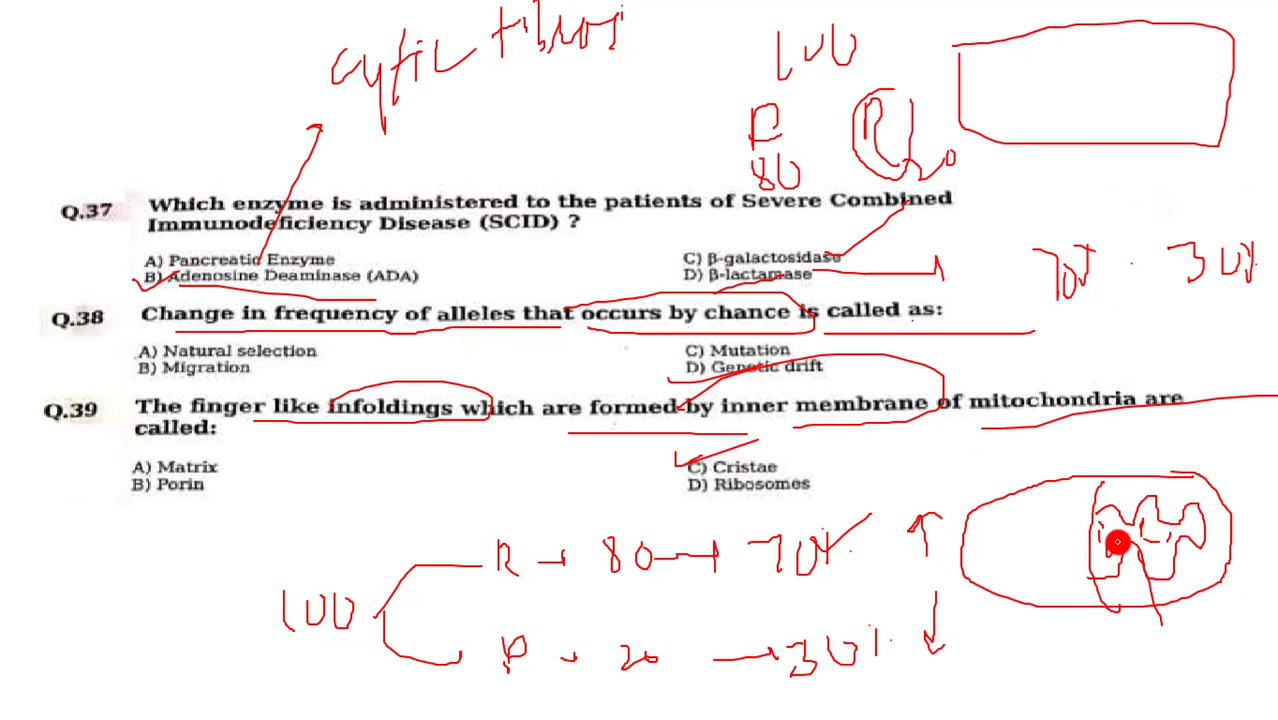 cytic fibrosi
100
P R
80 20
Q.37 Which enzyme is administered to the patients of Severe Combined
Immunodeficiency Disease (SCID) ?
A) Pancreatic Enzyme C) β-galactosidase
B) Adenosine Deaminase (ADA) D) β-lactamase
70% 30%
Q.38 Change in frequency of alleles that occurs by chance is called as:
A) Natural selection C) Mutation
B) Migration D) Genetic drift
Q.39 The finger like infoldings which are formed by inner membrane of mitochondria are
called:
A) Matrix C) Cristae
B) Porin D) Ribosomes
R → 80 → 70%
100
P → 20 → 30%